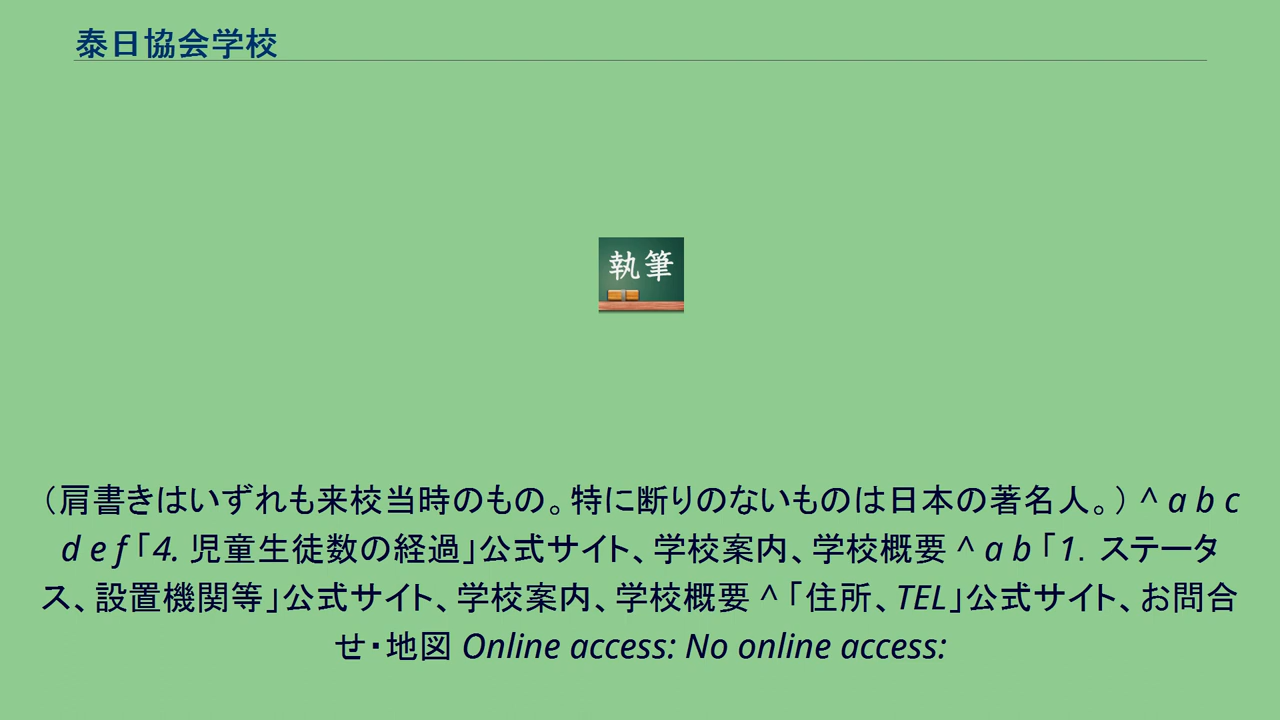 泰日協会学校
執筆
（肩書きはいずれも来校当時のもの。特に断りのないものは日本の著名人。） ^ a b c
d e f 「4. 児童生徒数の経過」公式サイト、学校案内、学校概要 ^ a b 「1. ステータ
ス、設置機関等」公式サイト、学校案内、学校概要 ^ 「住所、TEL」公式サイト、お問合
せ・地図 Online access: No online access: